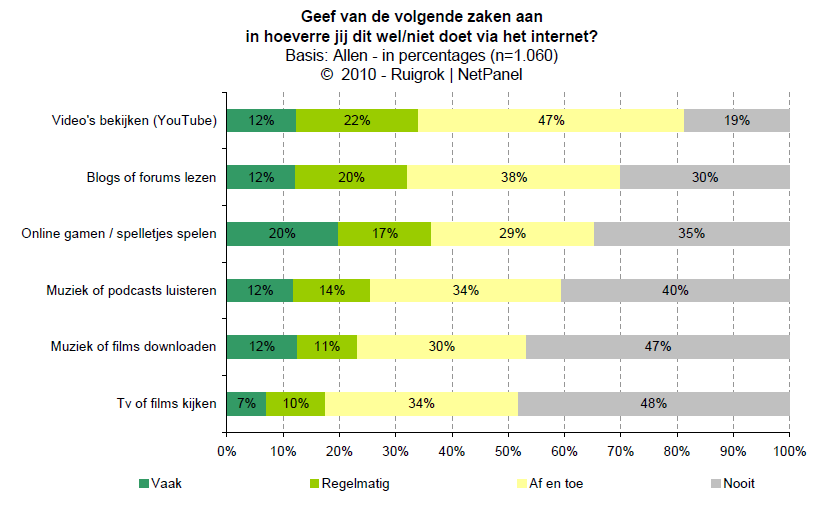 Geef van de volgende zaken aan
in hoeverre jij dit wel/niet doet via het internet?
Basis: Allen - in percentages (n=1.060)
© 2010 - Ruigrok | NetPanel
Video's bekijken (YouTube) 12% 22% 47% 19%
Blogs of forums lezen 12% 20% 38% 30%
Online gamen / spelletjes spelen 20% 17% 29% 35%
Muziek of podcasts luisteren 12% 14% 34% 40%
Muziek of films downloaden 12% 11% 30% 47%
Tv of films kijken 7% 10% 34% 48%
0% 10% 20% 30% 40% 50% 60% 70% 80% 90% 100%
Vaak Regelmatig Af en toe Nooit